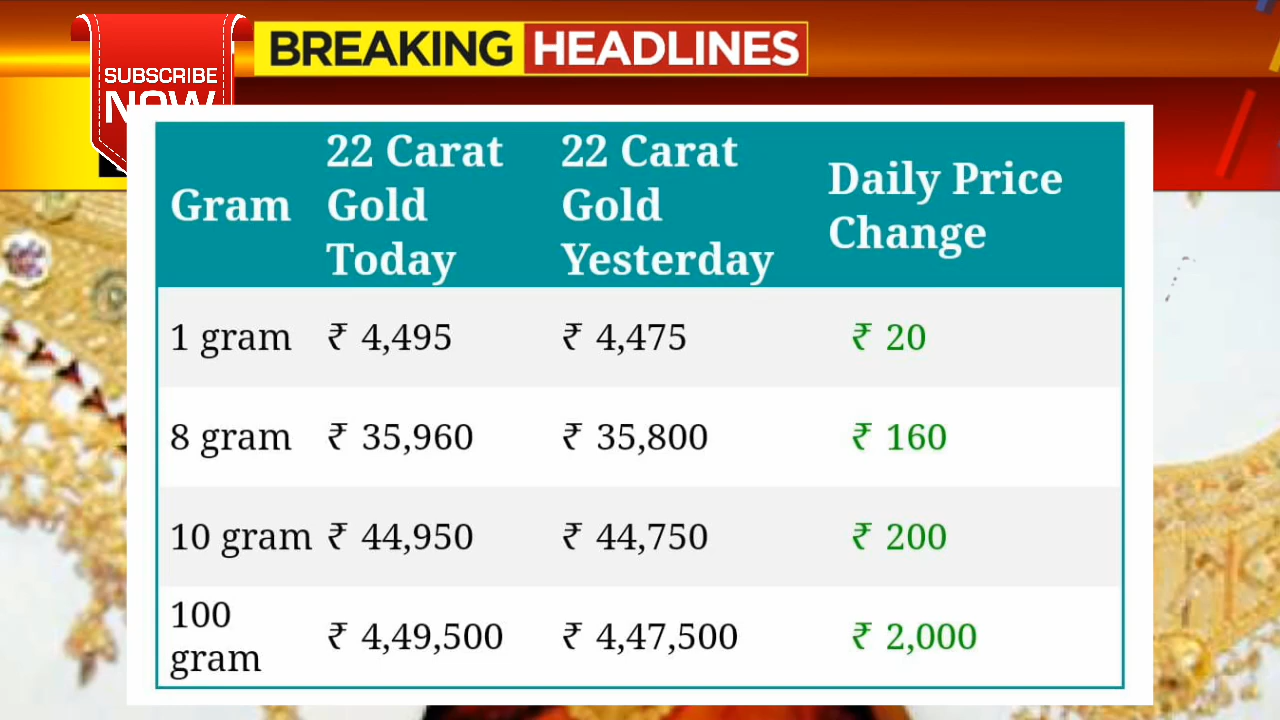 BREAKING HEADLINES
SUBSCRIBE
NOW
Gram 22 Carat Gold Today 22 Carat Gold Yesterday Daily Price Change
1 gram ₹ 4,495 ₹ 4,475 ₹ 20
8 gram ₹ 35,960 ₹ 35,800 ₹ 160
10 gram ₹ 44,950 ₹ 44,750 ₹ 200
100 gram ₹ 4,49,500 ₹ 4,47,500 ₹ 2,000